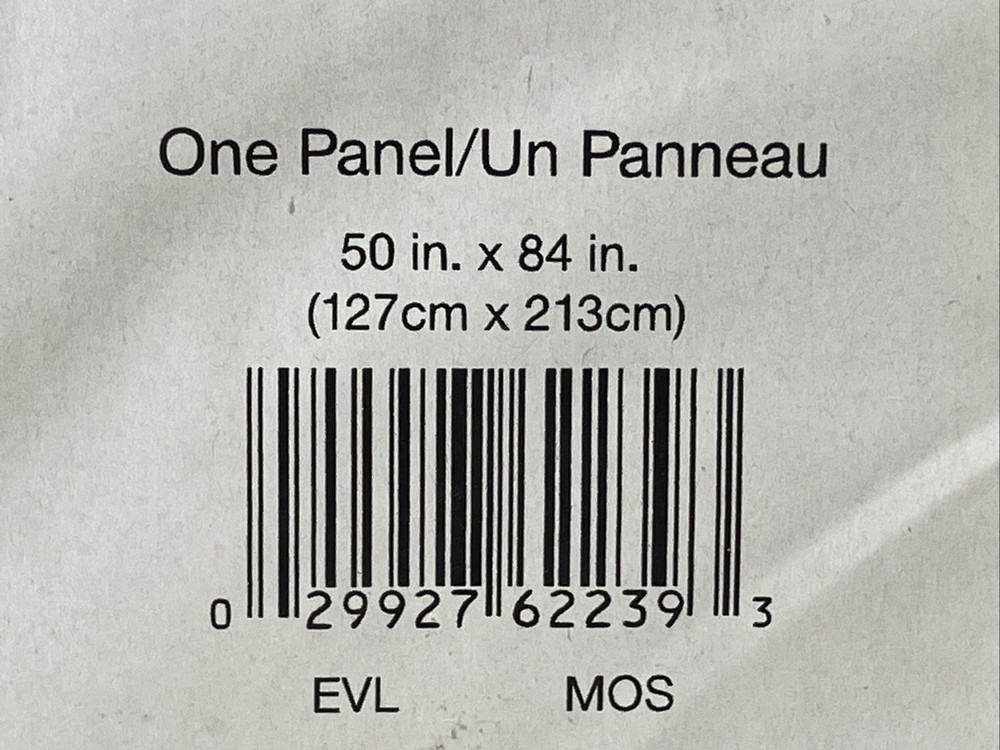 One Panel/Un Panneau
50 in. x 84 in.
(127cm x 213cm)
0 29927 62239 3
EVL MOS